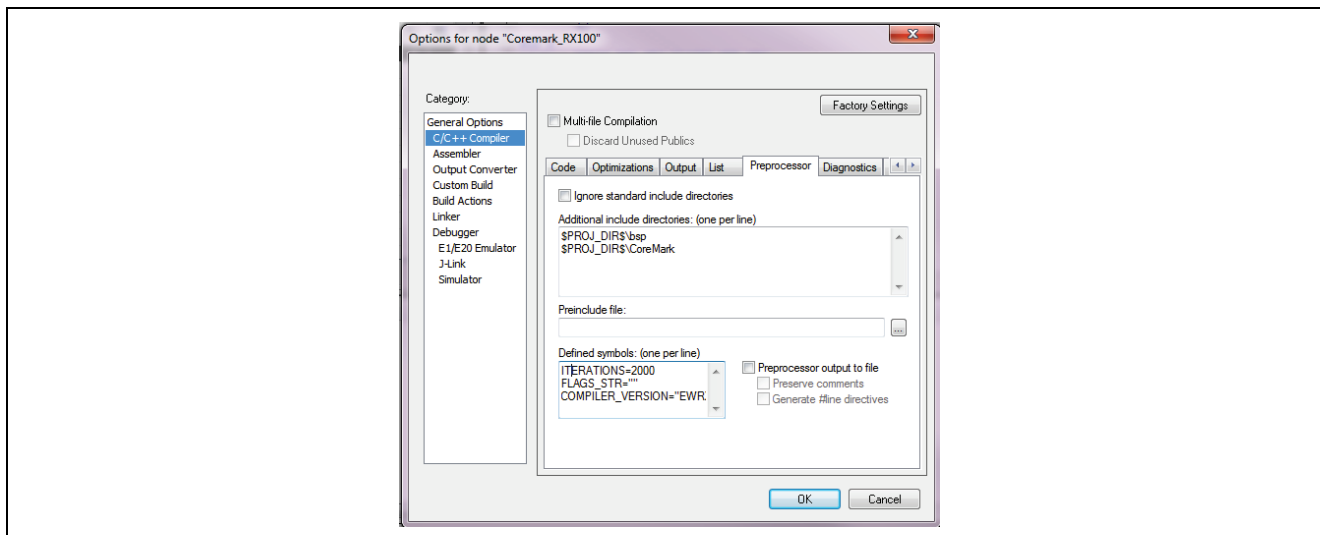 Options for node "Coremark_RX100"
Category:
Factory Settings
General Options
C/C++ Compiler
Assembler
Output Converter
Custom Build
Build Actions
Linker
Debugger
E1/E20 Emulator
J-Link
Simulator
Multi-file Compilation
Discard Unused Publics
Code Optimizations Output List Preprocessor Diagnostics
Ignore standard include directories
Additional include directories: (one per line)
$PROJ_DIR$\bsp
$PROJ_DIR$\CoreMark
Preinclude file:
...
Defined symbols: (one per line)
ITERATIONS=2000
FLAGS_STR=""
COMPILER_VERSION="EWR
Preprocessor output to file
Preserve comments
Generate #line directives
OK Cancel